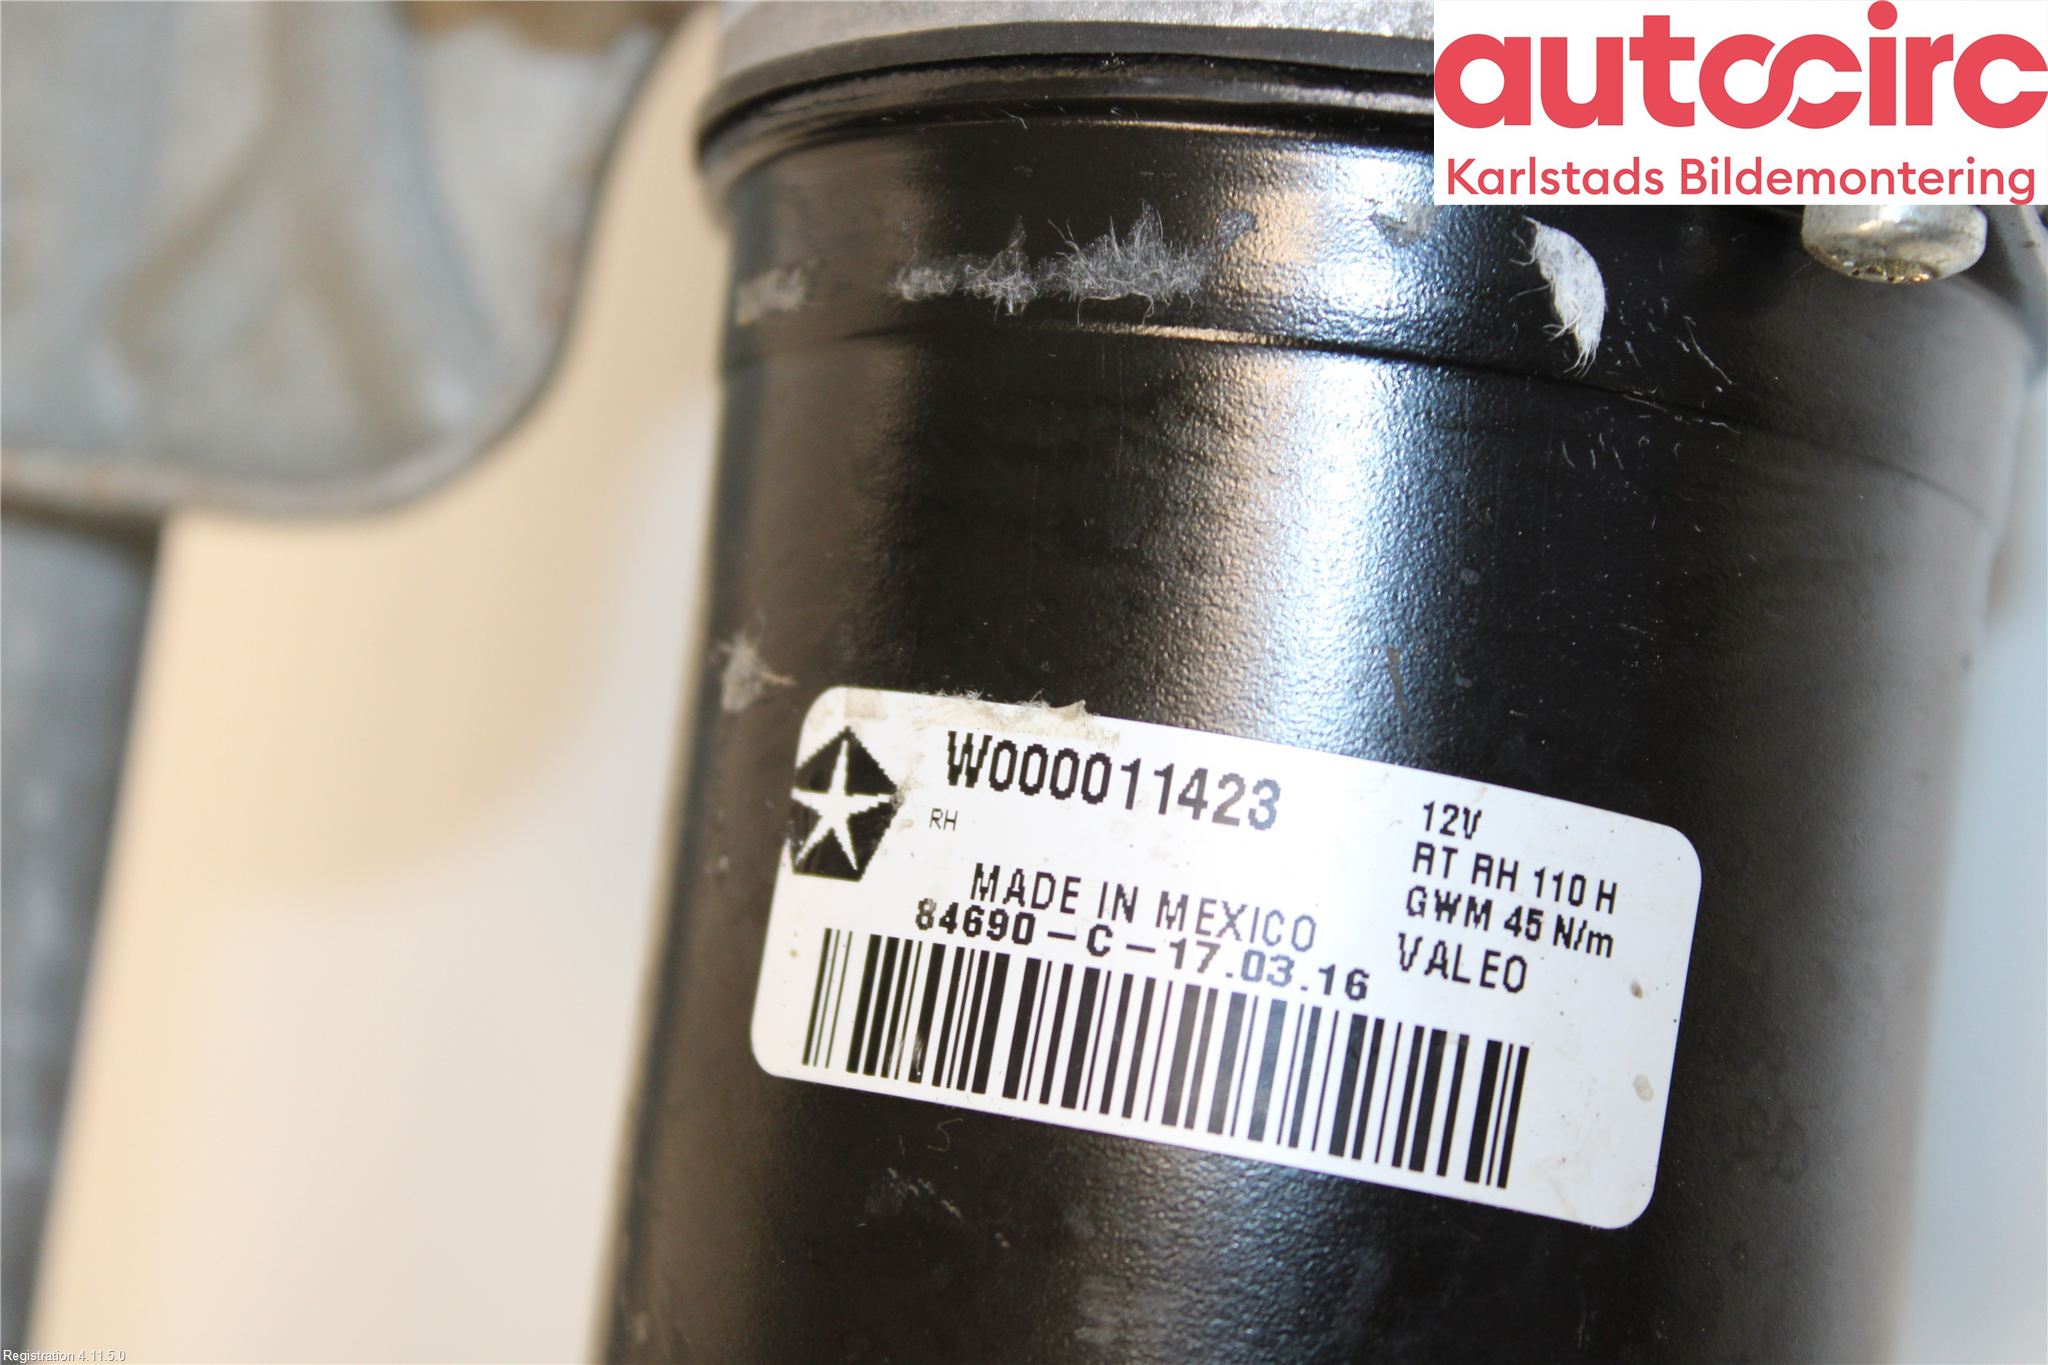 autocirc
Karlstads Bildemontering
W000011423
RH
12V
RT RH 110 H
GWM 45 N/m
VALEO
MADE IN MEXICO
84690-C-17.03.16
Registration 4.11.5.0